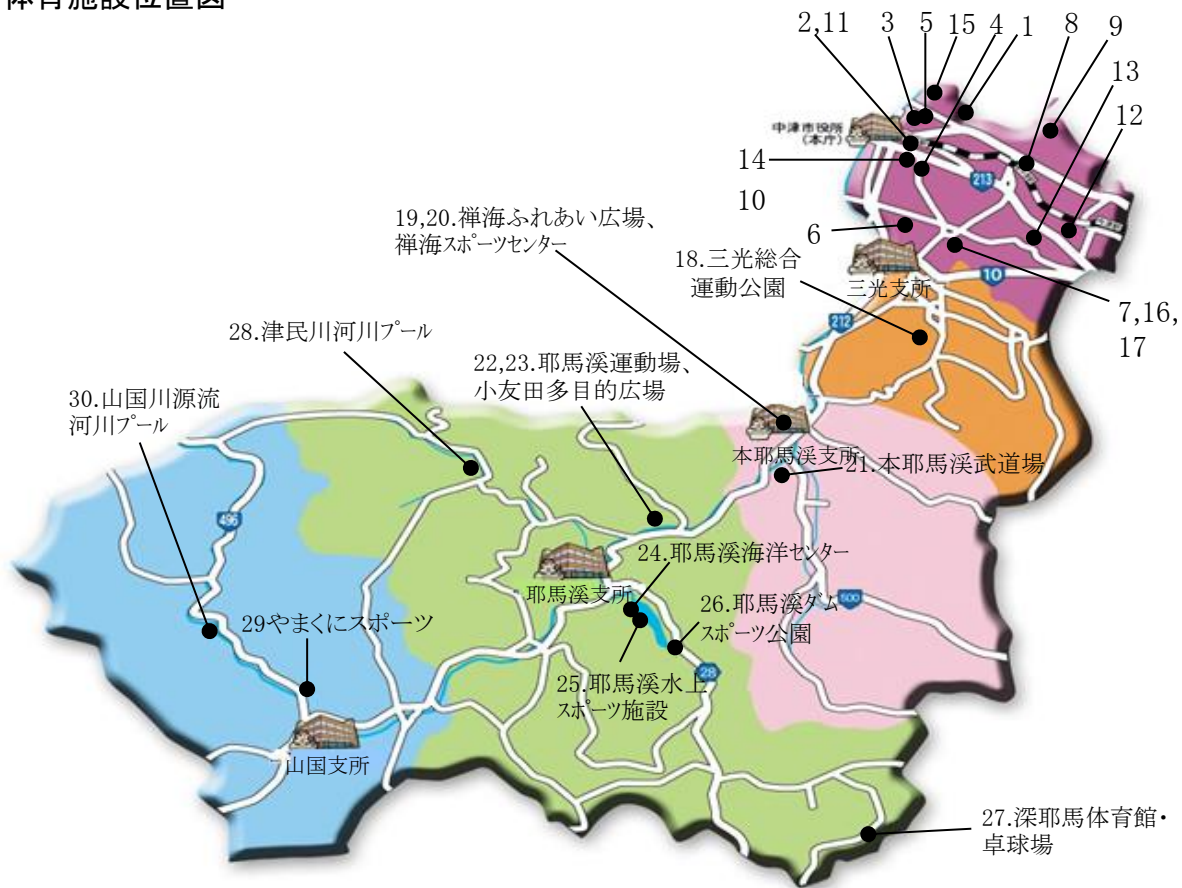 体育施設位置図
2,11
3
5
15
4
1
8
9
13
12
中津市役所
(本庁)
14
10
213
6
19,20.禅海ふれあい広場、
禅海スポーツセンター
18.三光総合
運動公園
三光支所
10
7,16,
17
212
28.津民川河川プール
22,23.耶馬溪運動場、
小友田多目的広場
30.山国川源流
河川プール
本耶馬渓支所
21.本耶馬溪武道場
496
24.耶馬溪海洋センター
耶馬渓支所
26.耶馬溪ダム
スポーツ公園
500
29やまくにスポーツ
25.耶馬溪水上
スポーツ施設
28
山国支所
27.深耶馬体育館・
卓球場